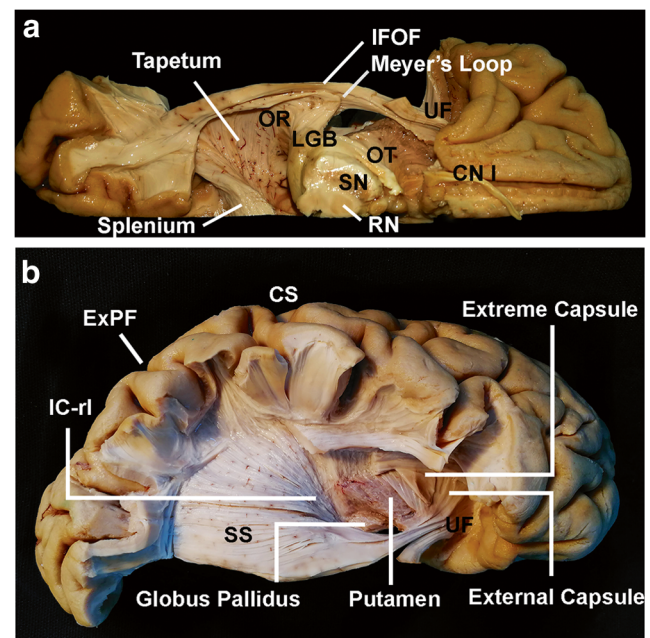 a
IFOF
Tapetum
Meyer's Loop
UF
OR
LGB
OT
CN I
SN
Splenium
RN
b
CS
Extreme Capsule
ExPF
IC-rl
UF
SS
Globus Pallidus
Putamen
External Capsule